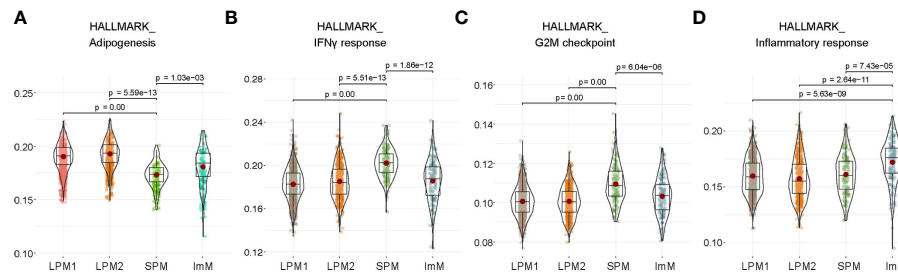 A
HALLMARK_
Adipogenesis
p = 1.03e−03
p = 5.59e−13
p = 0.00
0.25
0.20
0.15
0.10
LPM1 LPM2 SPM ImM
B
HALLMARK_
IFNγ response
p = 1.86e−12
p = 5.51e−13
p = 0.00
0.28
0.24
0.20
0.16
0.12
LPM1 LPM2 SPM ImM
C
HALLMARK_
G2M checkpoint
p = 6.04e−06
p = 0.00
p = 0.00
0.16
0.14
0.12
0.10
0.08
LPM1 LPM2 SPM ImM
D
HALLMARK_
Inflammatory response
p = 7.43e−05
p = 2.64e−11
p = 5.63e−09
0.20
0.15
0.10
LPM1 LPM2 SPM Im